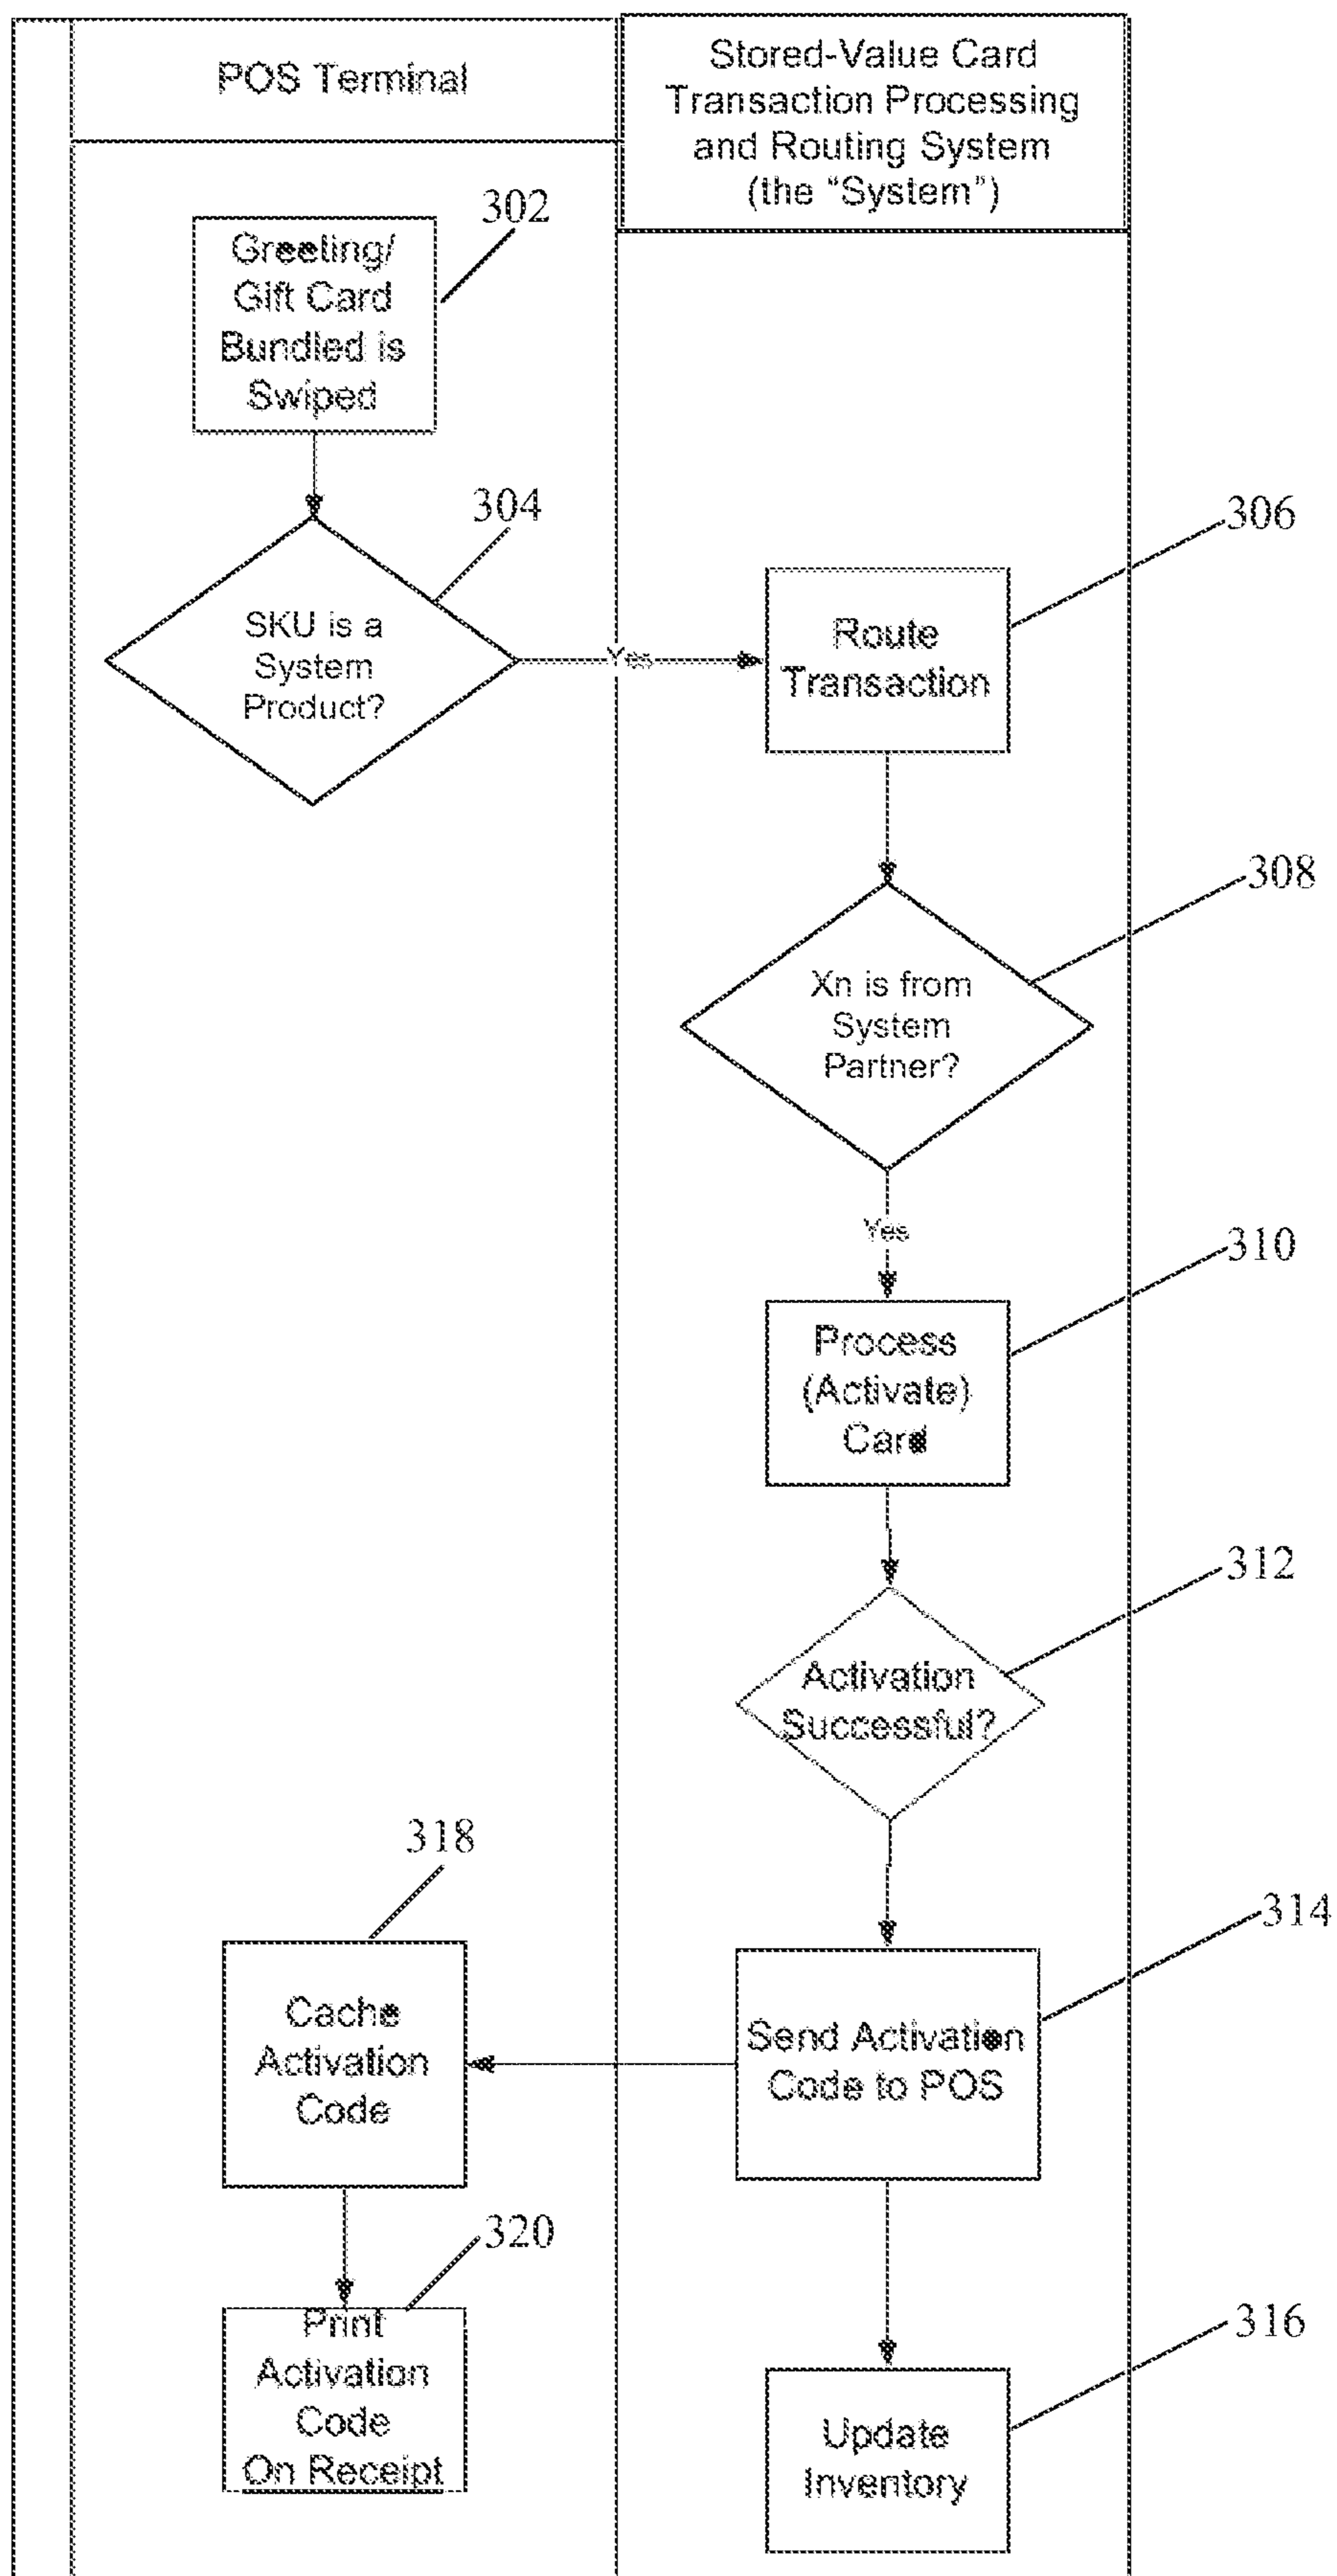 POS Terminal
Stored-Value Card
Transaction Processing
and Routing System
(the “System”)
302
Greeting/
Gift Card
Bundled is
Swiped
304
SKU is a
System
Product?
Yes
306
Route
Transaction
308
Xn is from
System
Partner?
Yes
310
Process
(Activate)
Card
312
Activation
Successful?
318
Cache
Activation
Code
314
Send Activation
Code to POS
320
Print
Activation
Code
On Receipt
316
Update
Inventory